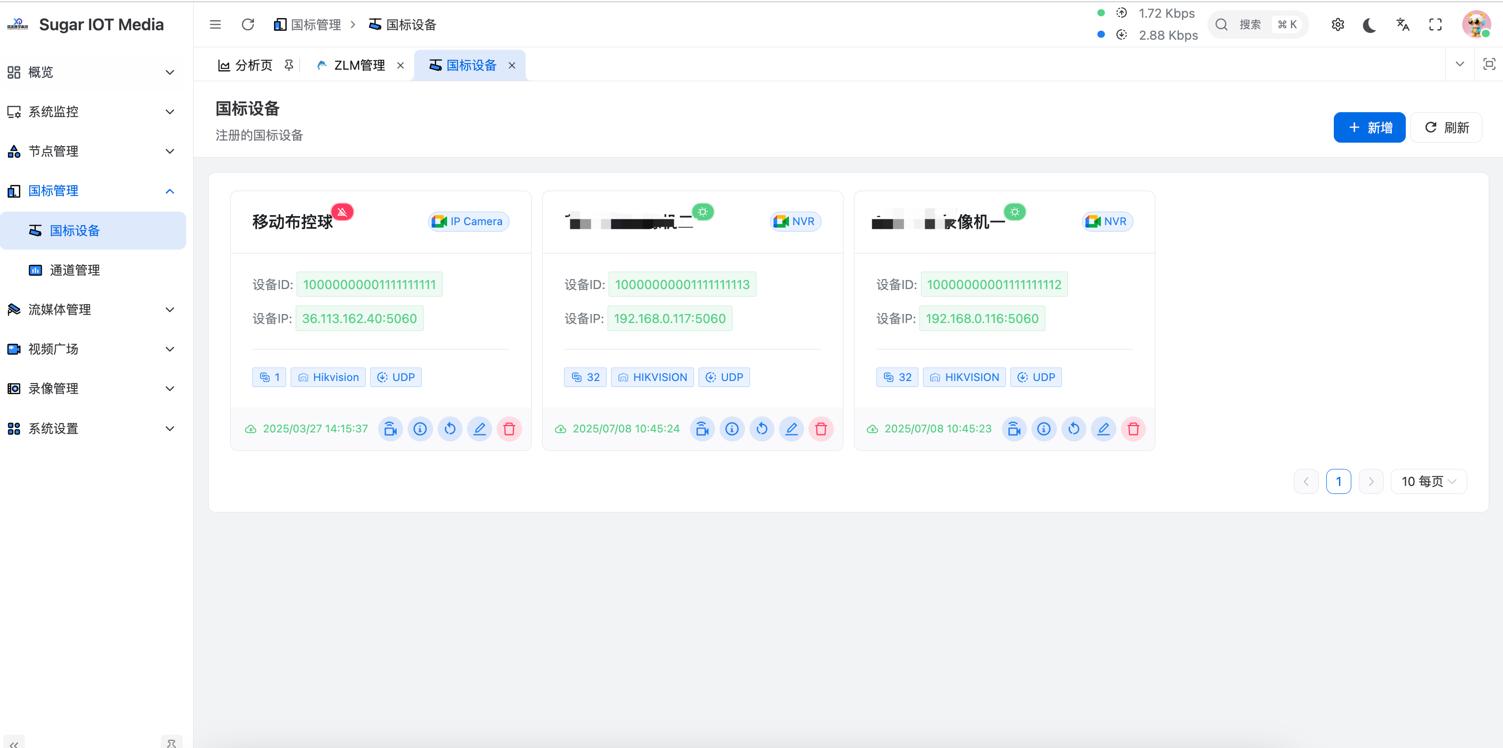 Sugar IOT Media
概览
系统监控
节点管理
国标管理
国标设备
通道管理
流媒体管理
视频广场
录像管理
系统设置
国标管理 > 国标设备
1.72 Kbps
2.88 Kbps
搜索 ⌘ K
分析页
ZLM管理
国标设备
国标设备
注册的国标设备
新增
刷新
移动布控球
IP Camera
设备ID: 10000000001111111111
设备IP: 36.113.162.40:5060
1 Hikvision UDP
2025/03/27 14:15:37
机二
NVR
设备ID: 10000000001111111113
设备IP: 192.168.0.117:5060
32 HIKVISION UDP
2025/07/08 10:45:24
像机一
NVR
设备ID: 10000000001111111112
设备IP: 192.168.0.116:5060
32 HIKVISION UDP
2025/07/08 10:45:23
1
10 每页